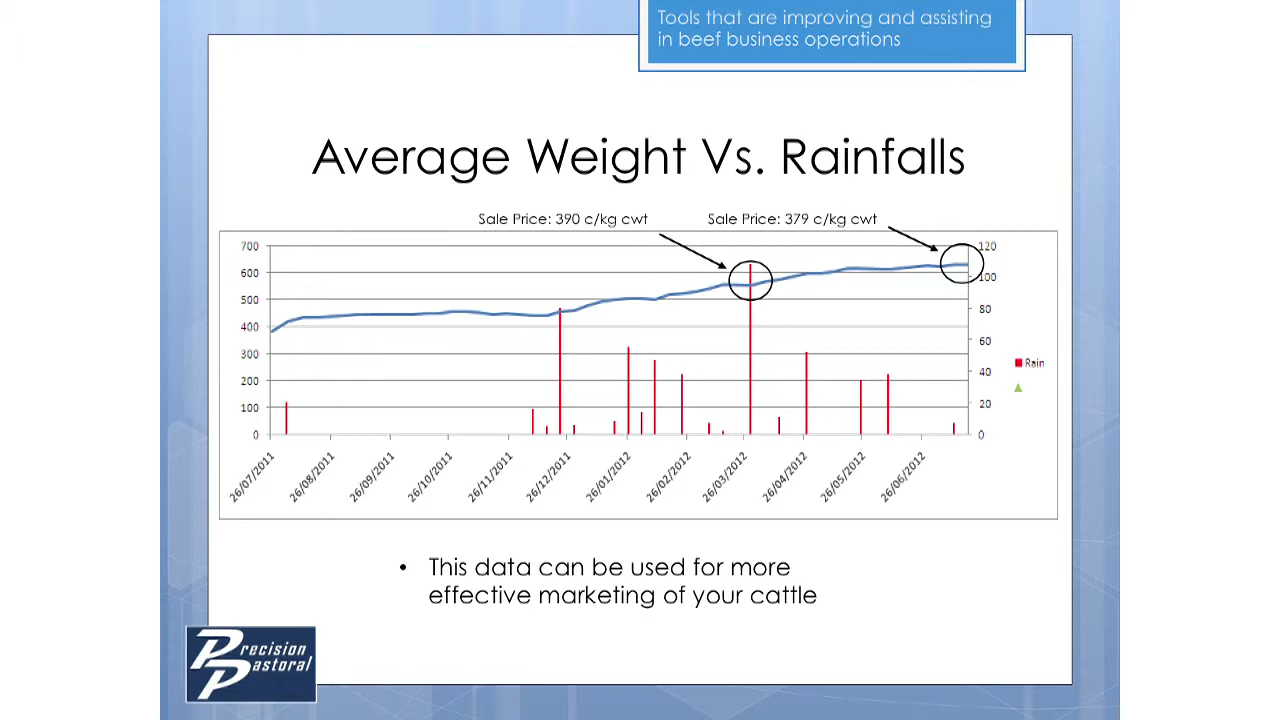 Tools that are improving and assisting
in beef business operations
Average Weight Vs. Rainfalls
Sale Price: 390 c/kg cwt
Sale Price: 379 c/kg cwt
700
600
500
400
300
200
100
0
120
100
80
60
40
20
0
Rain
26/07/2011
26/08/2011
26/09/2011
26/10/2011
26/11/2011
26/12/2011
26/01/2012
26/02/2012
26/03/2012
26/04/2012
26/05/2012
26/06/2012
• This data can be used for more
effective marketing of your cattle
Precision
Pastoral